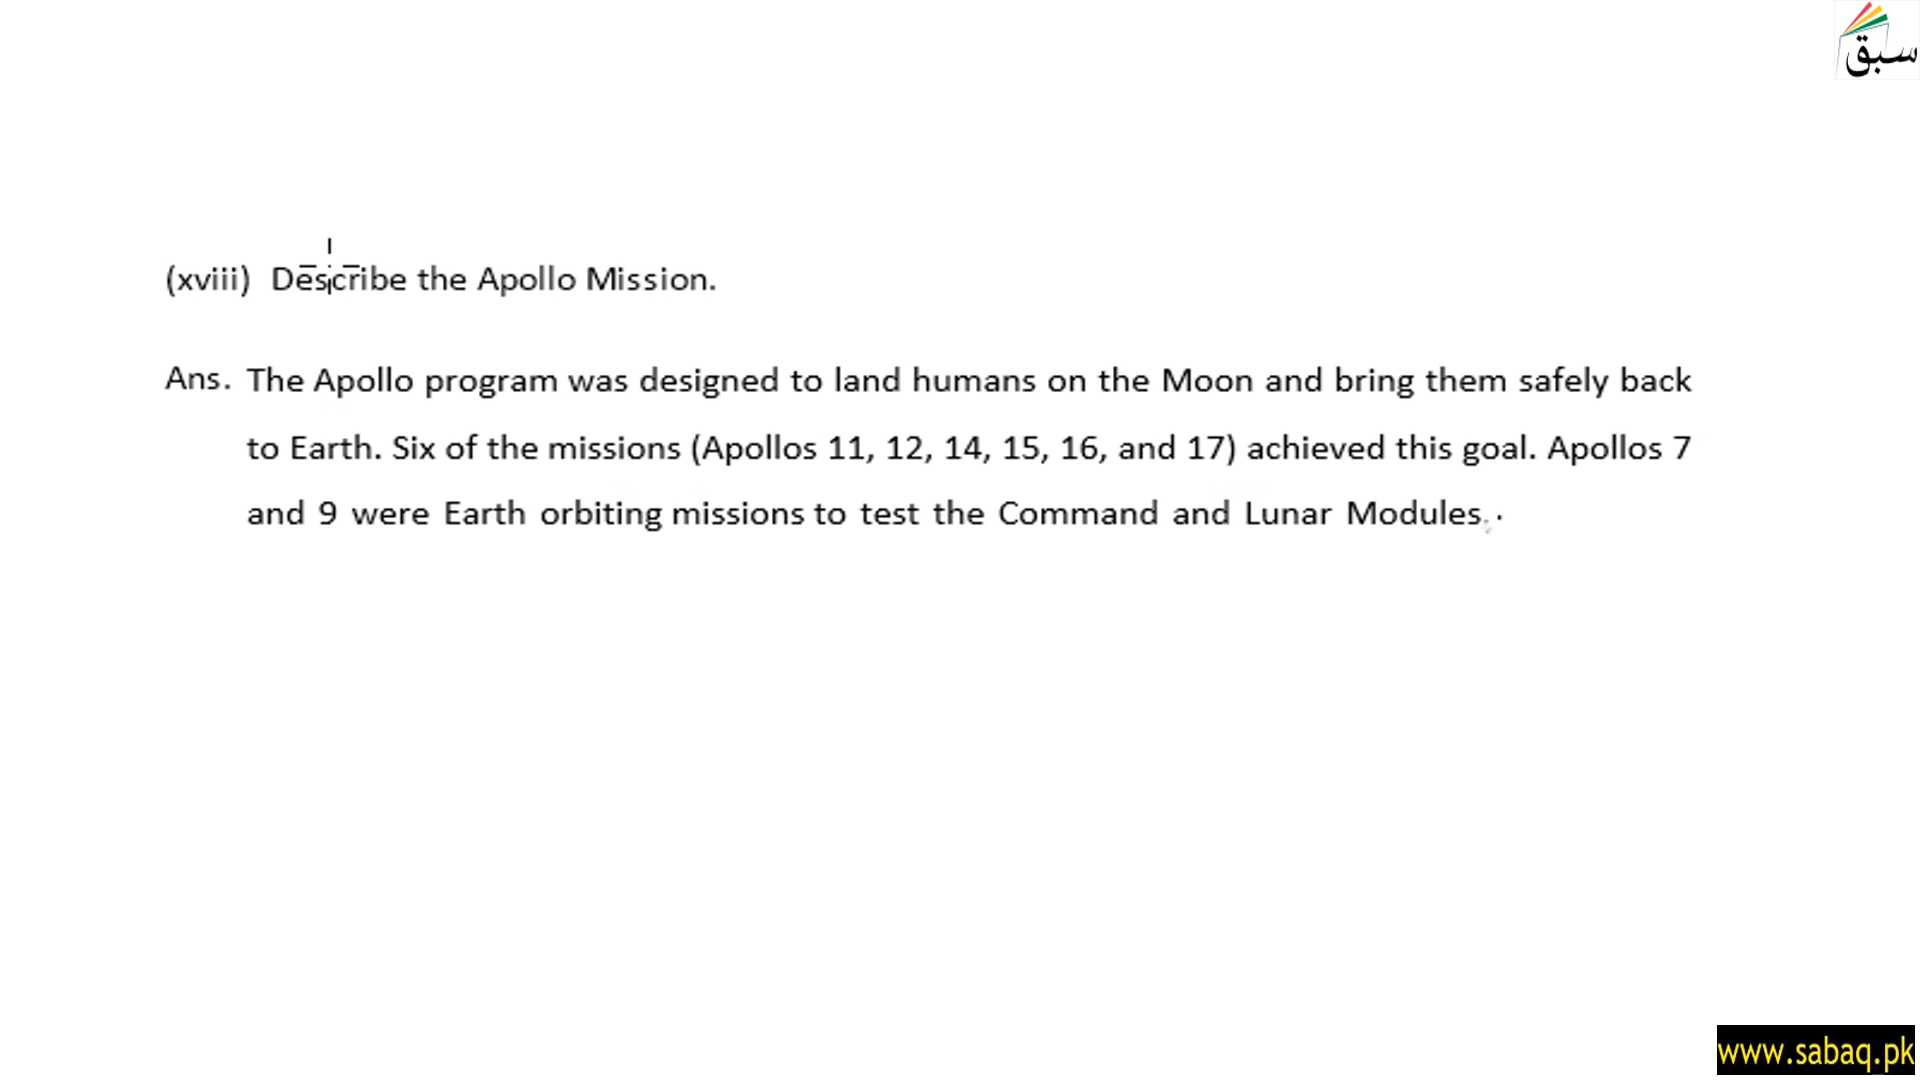 سبق
(xviii) Describe the Apollo Mission.
Ans. The Apollo program was designed to land humans on the Moon and bring them safely back
to Earth. Six of the missions (Apollos 11, 12, 14, 15, 16, and 17) achieved this goal. Apollos 7
and 9 were Earth orbiting missions to test the Command and Lunar Modules.
www.sabaq.pk